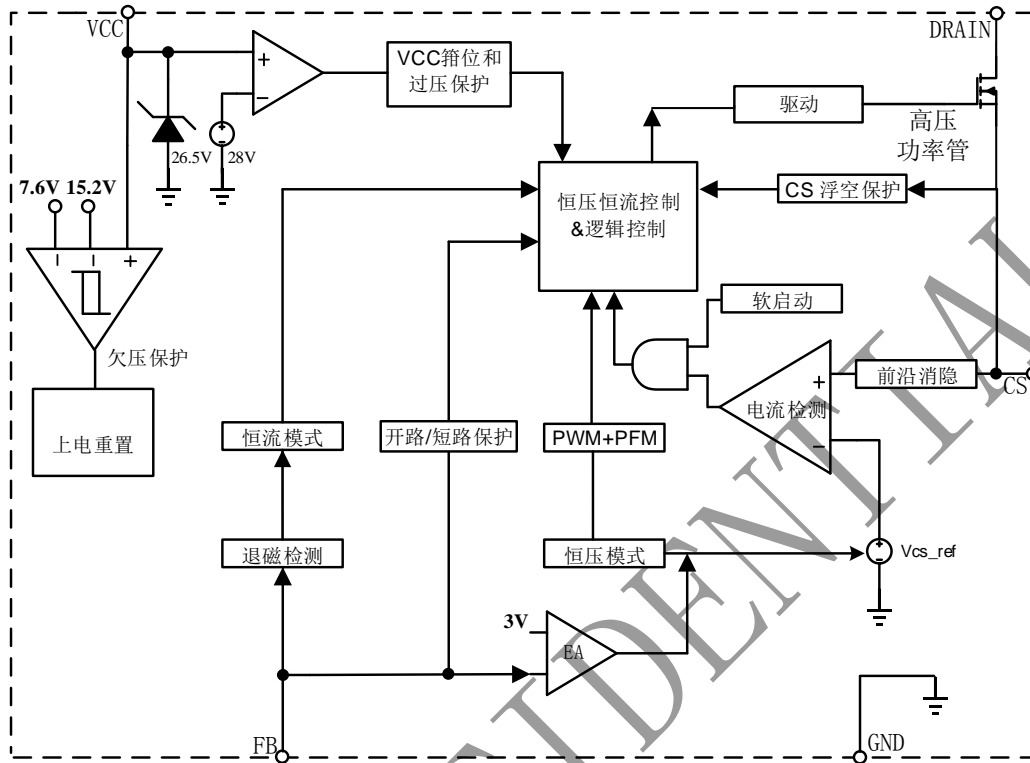 VCC
DRAIN
VCC箝位和
过压保护
驱动
高压
功率管
26.5V
28V
7.6V 15.2V
恒压恒流控制
&逻辑控制
CS 浮空保护
欠压保护
软启动
前沿消隐
CS
电流检测
上电重置
恒流模式
开路/短路保护
PWM+PFM
退磁检测
恒压模式
Vcs_ref
3V
EA
FB
GND
NDENTIAL